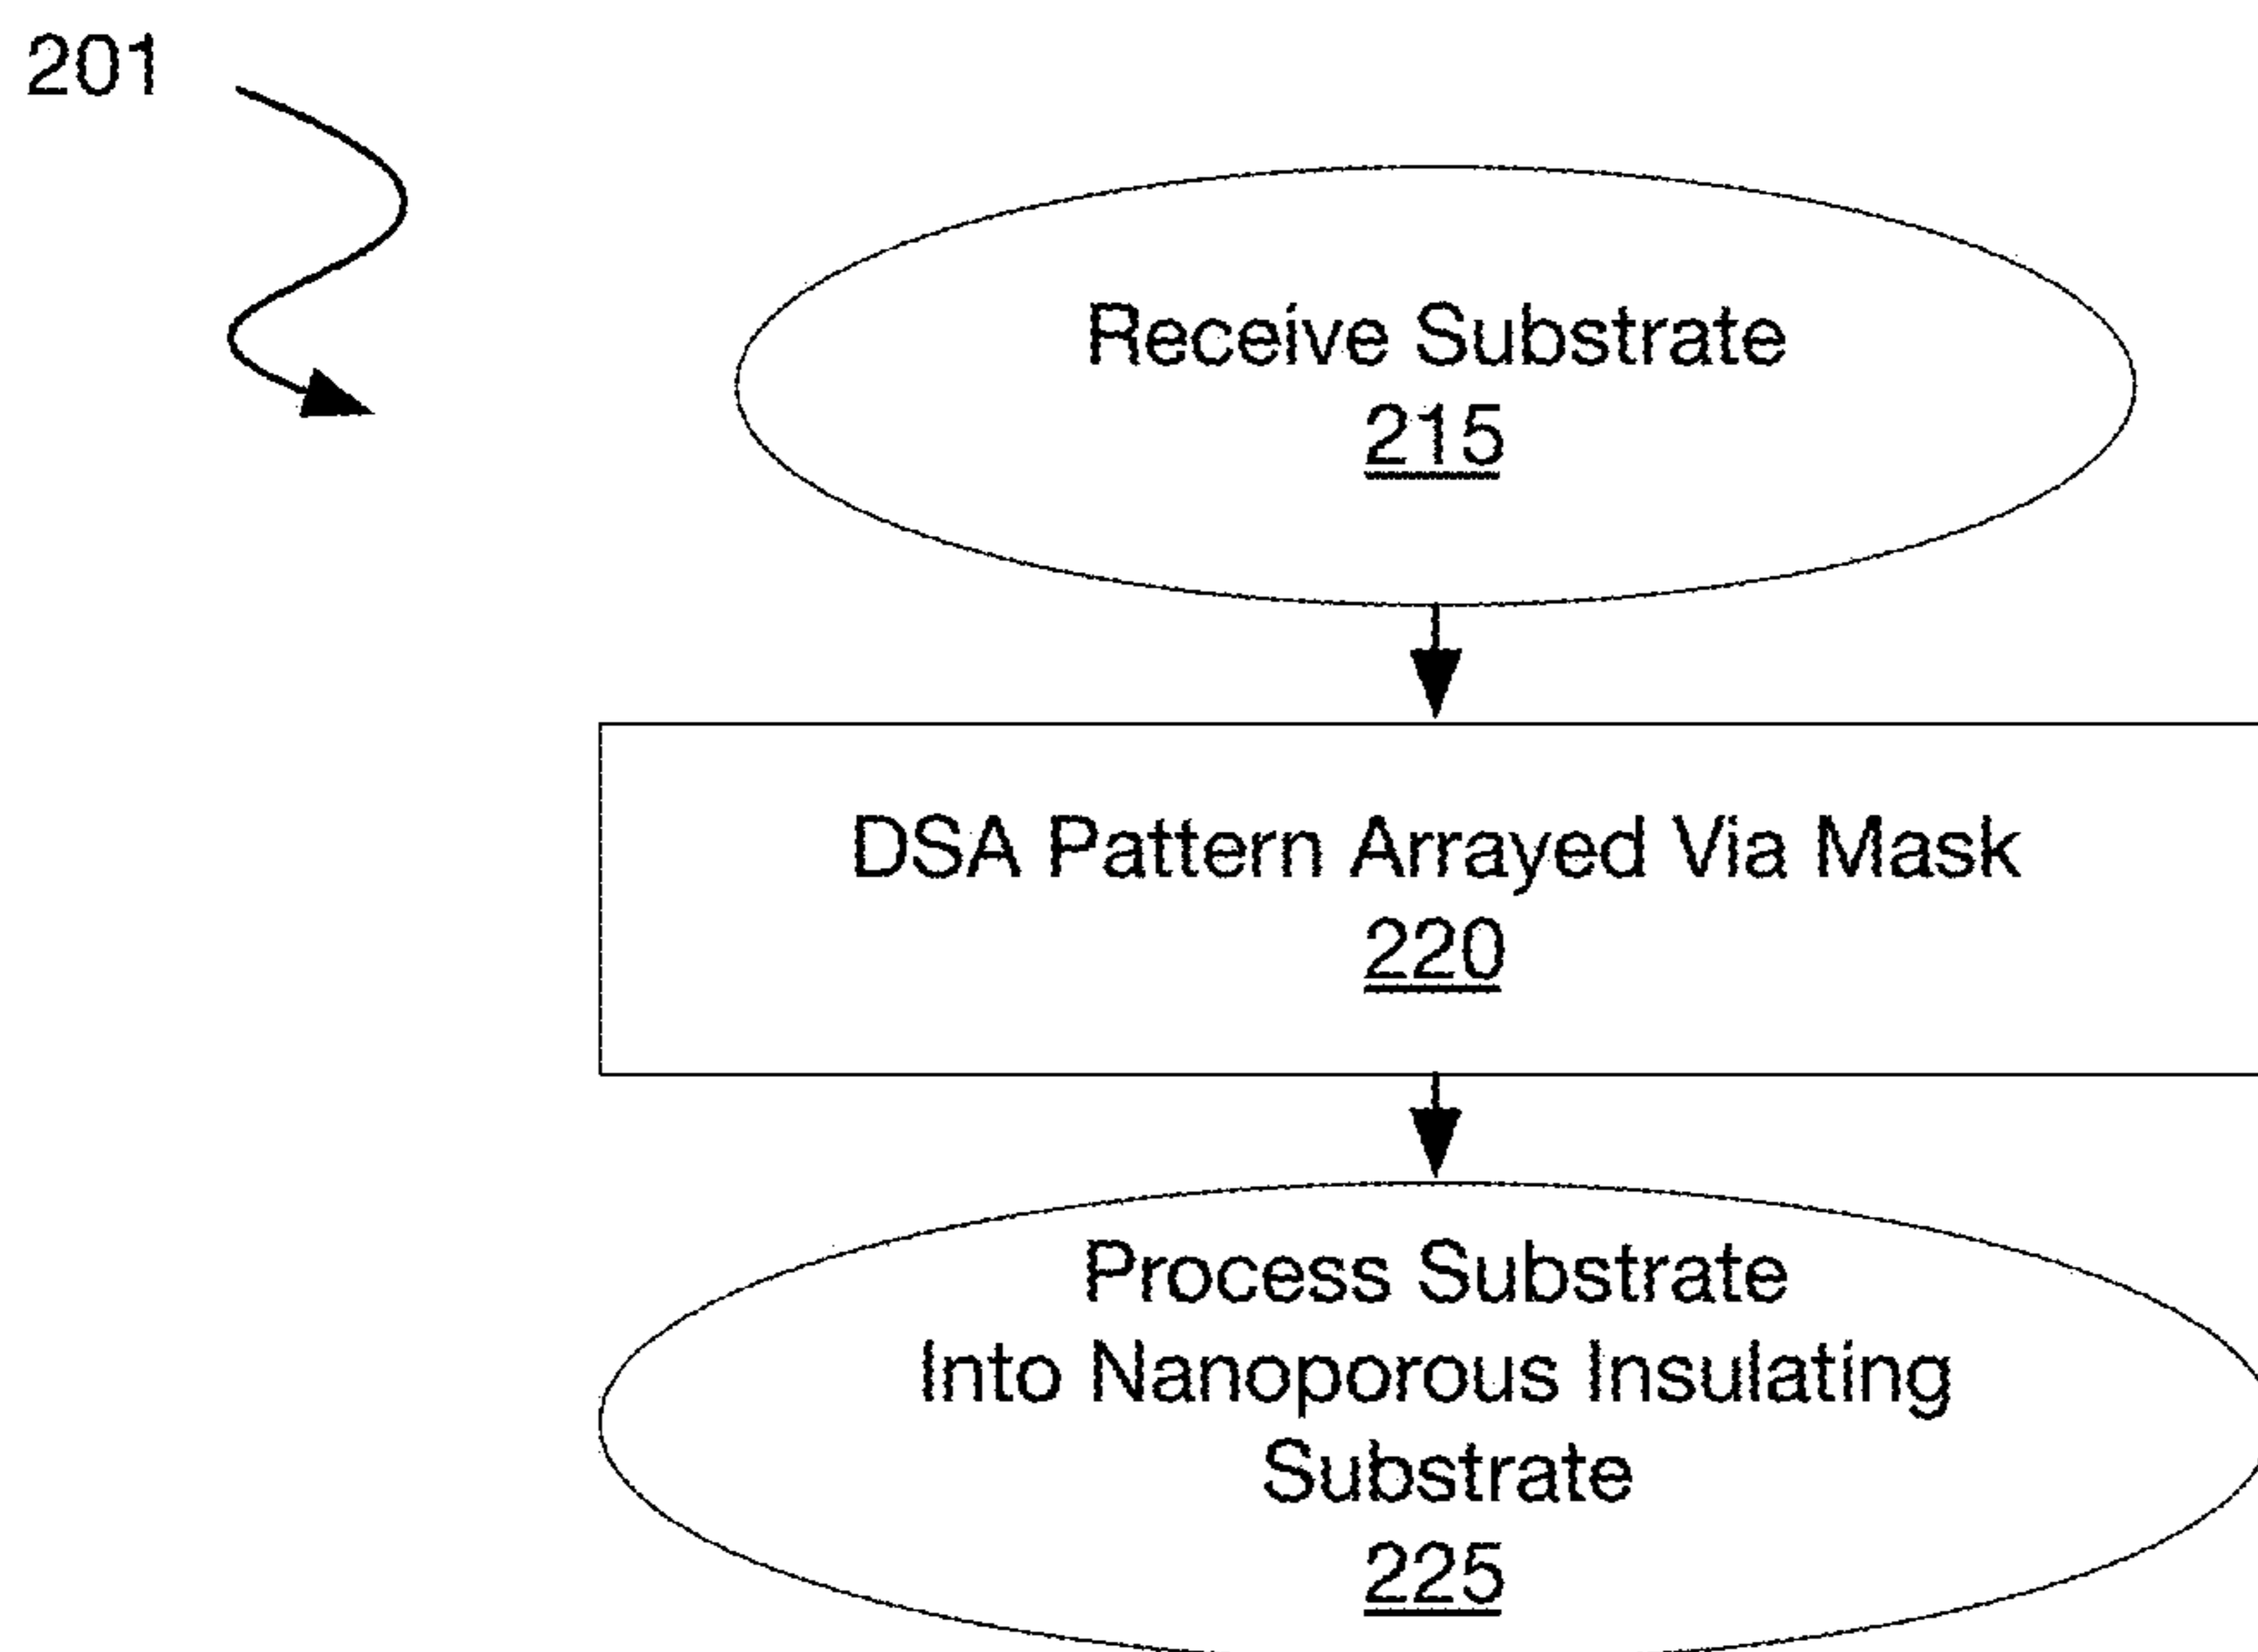 201
Receive Substrate
215
DSA Pattern Arrayed Via Mask
220
Process Substrate
Into Nanoporous Insulating
Substrate
225